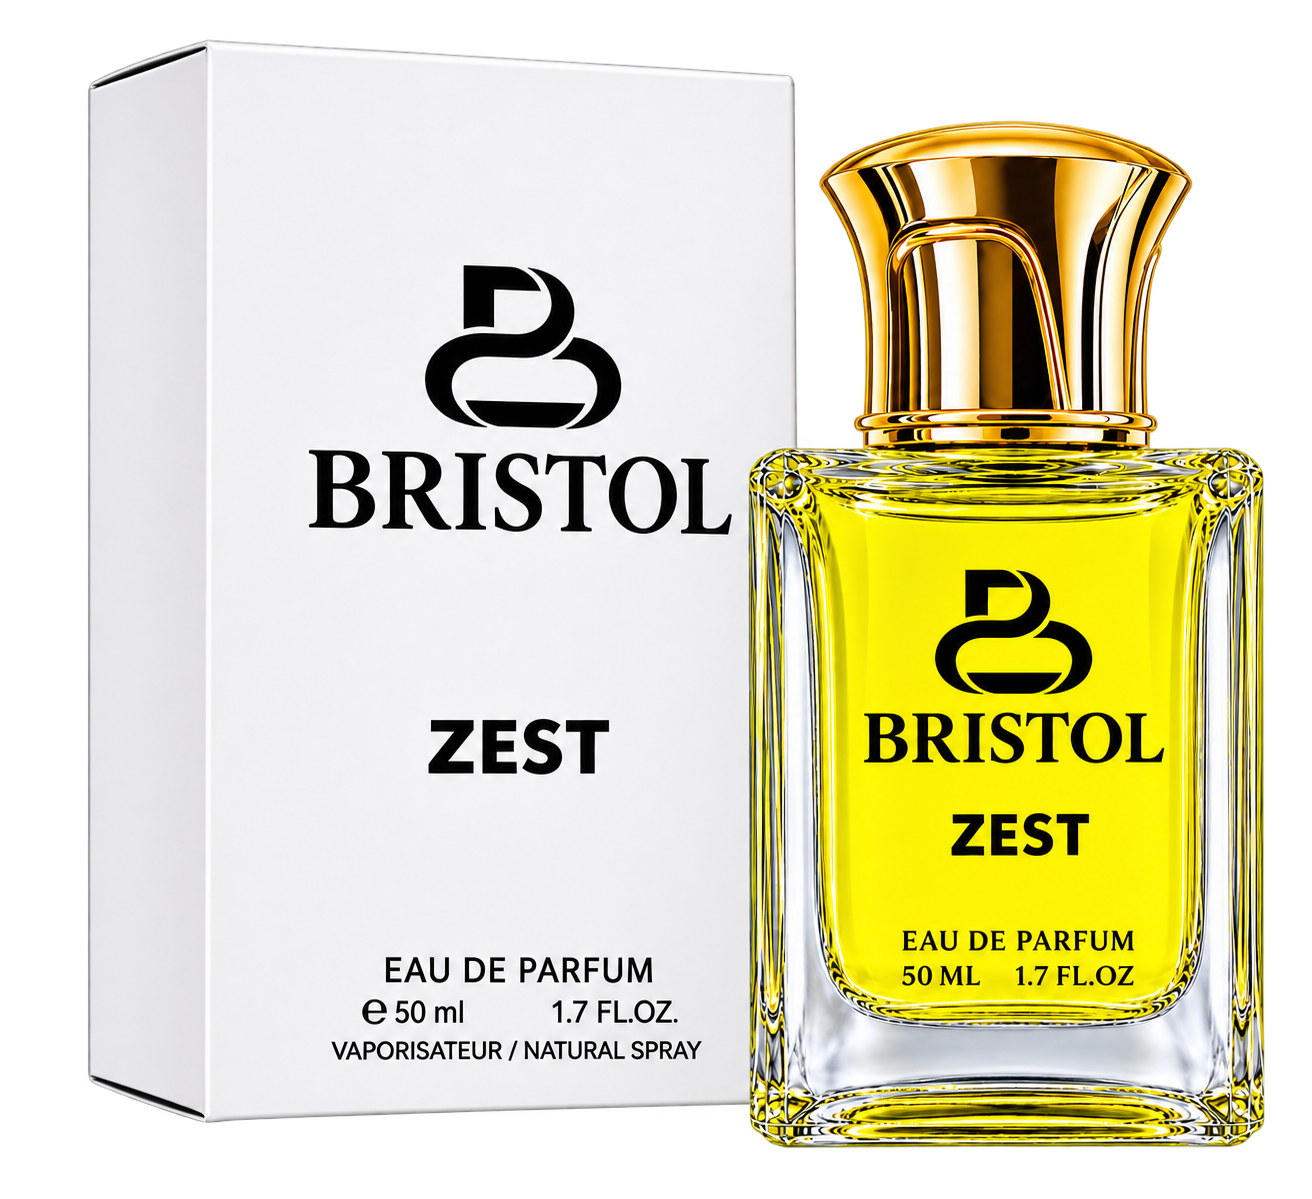 BRISTOL
ZEST
EAU DE PARFUM
℮ 50 ml 1.7 FL.OZ.
VAPORISATEUR / NATURAL SPRAY
BRISTOL
ZEST
EAU DE PARFUM
50 ML 1.7 FL.OZ